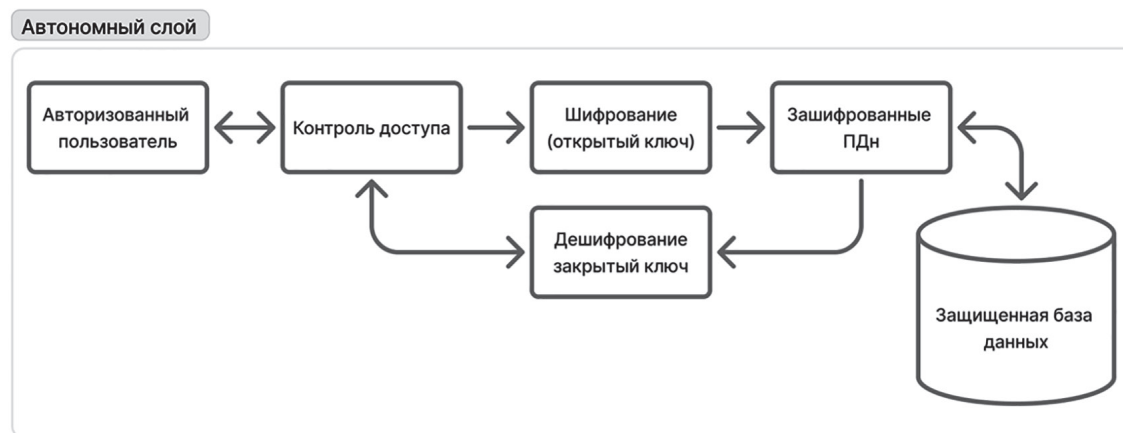 Автономный слой
Авторизованный
пользователь
Контроль доступа
Шифрование
(открытый ключ)
Зашифрованные
ПДн
Дешифрование
закрытый ключ
Защищенная база
данных